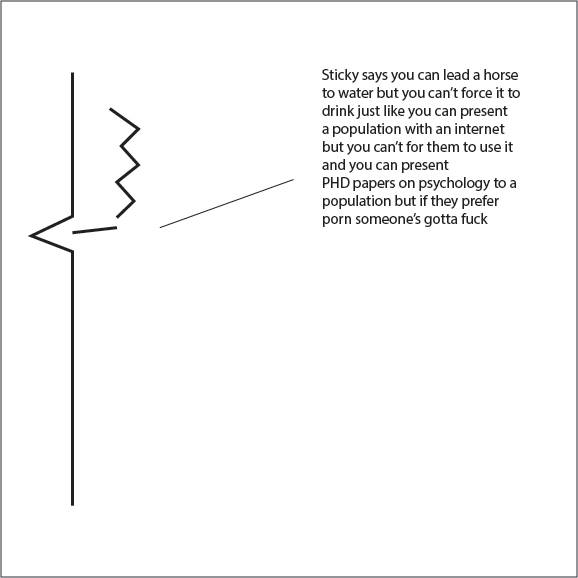 Sticky says you can lead a horse
to water but you can't force it to
drink just like you can present
a population with an internet
but you can't for them to use it
and you can present
PHD papers on psychology to a
population but if they prefer
porn someone's gotta fuck